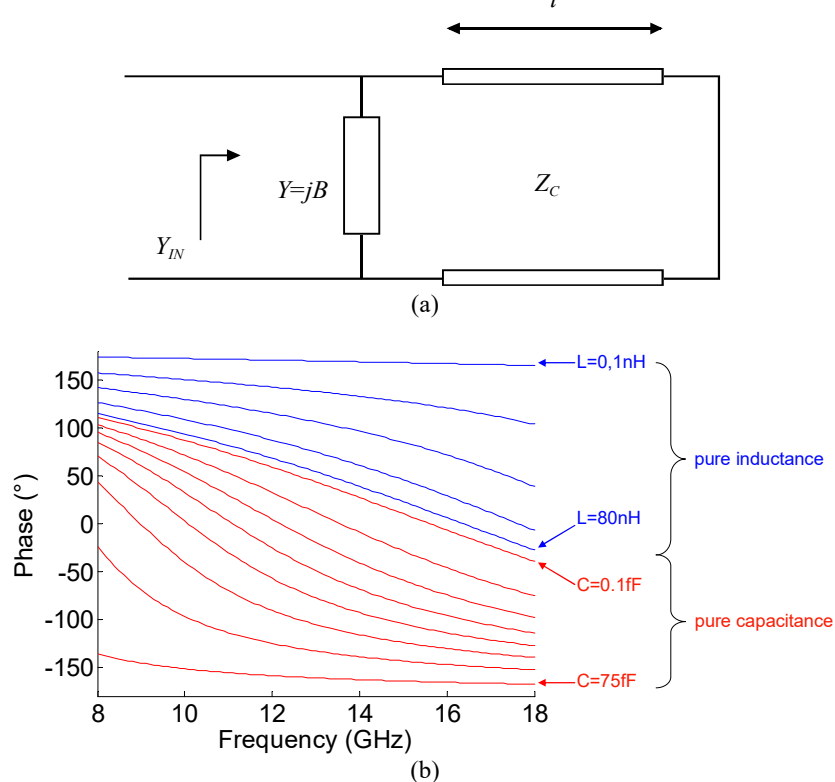 l
Y=jB
Z_C
Y_IN
(a)
150
100
50
0
-50
-100
-150
8
10
12
14
16
18
Phase (°)
Frequency (GHz)
L=0,1nH
pure inductance
L=80nH
C=0.1fF
pure capacitance
C=75fF
(b)